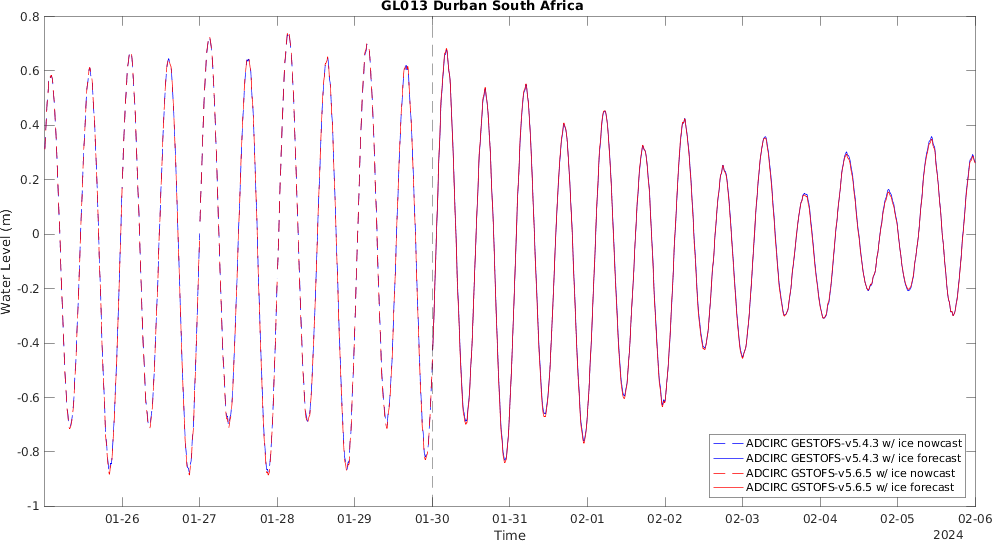 GL013 Durban South Africa
0.8
0.6
0.4
0.2
0
-0.2
-0.4
-0.6
-0.8
-1
Water Level (m)
ADCIRC GESTOFS-v5.4.3 w/ ice nowcast
ADCIRC GESTOFS-v5.4.3 w/ ice forecast
ADCIRC GSTOFS-v5.6.5 w/ ice nowcast
ADCIRC GSTOFS-v5.6.5 w/ ice forecast
01-26 01-27 01-28 01-29 01-30 01-31 02-01 02-02 02-03 02-04 02-05 02-06
Time
2024